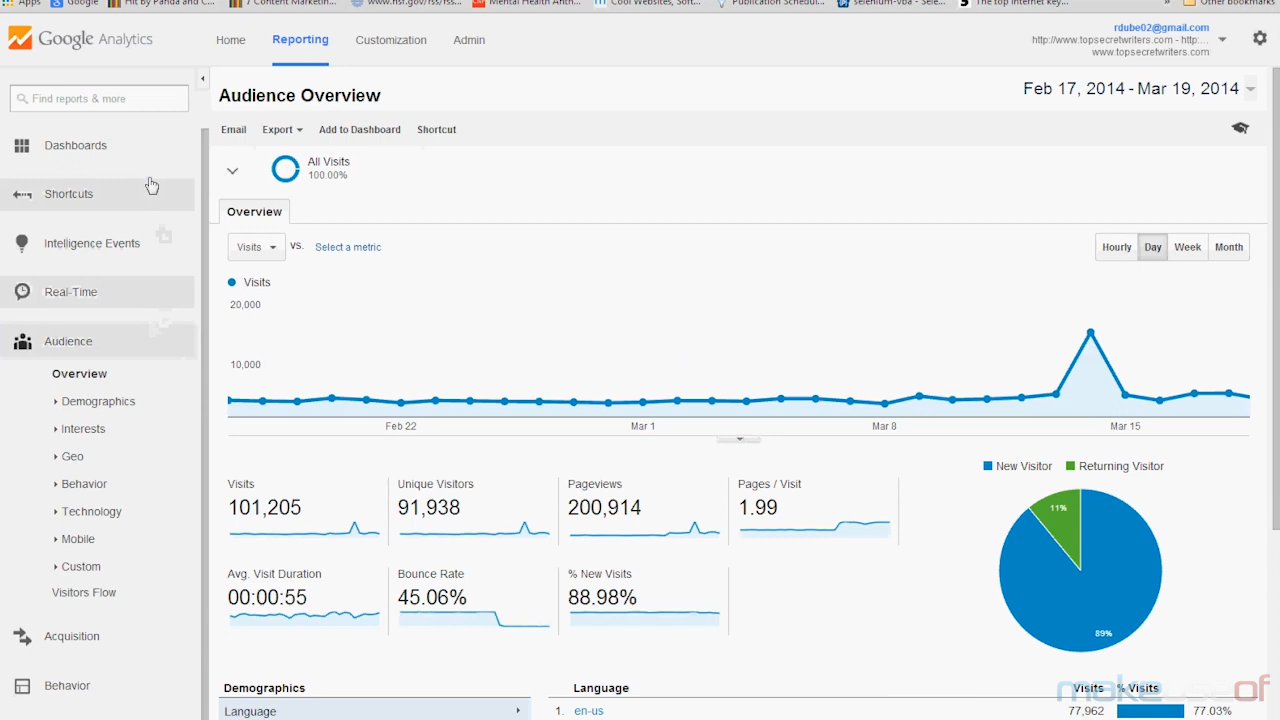 Apps Google Hit by Panda and C... 7 Content Marketin... www.nsf.gov/rss/rss... Mental Health Anth... Cool Websites, Soft... Publication Schedul... selenium-vba - Sele... The top internet key... » Other bookmarks
Google Analytics
Home Reporting Customization Admin
rdube02@gmail.com
http://www.topsecretwriters.com - http:...
www.topsecretwriters.com
Find reports & more
Audience Overview
Feb 17, 2014 - Mar 19, 2014
Email Export Add to Dashboard Shortcut
All Visits
100.00%
Dashboards
Shortcuts
Intelligence Events
Real-Time
Audience
Overview
Demographics
Interests
Geo
Behavior
Technology
Mobile
Custom
Visitors Flow
Acquisition
Behavior
Overview
Visits VS. Select a metric
Hourly Day Week Month
Visits
20,000
10,000
Feb 22 Mar 1 Mar 8 Mar 15
Visits
101,205
Unique Visitors
91,938
Pageviews
200,914
Pages / Visit
1.99
Avg. Visit Duration
00:00:55
Bounce Rate
45.06%
% New Visits
88.98%
New Visitor Returning Visitor
11%
89%
Demographics
Language
Language Visits % Visits
1. en-us 77,962 77.03%
makeuseof